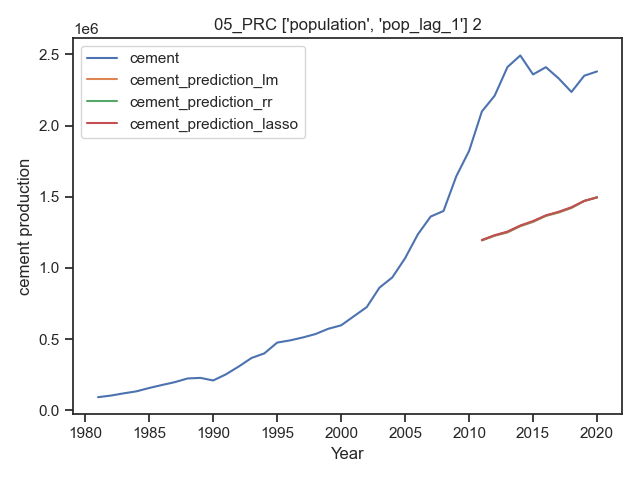 05_PRC ['population', 'pop_lag_1'] 2
1e6
cement
cement_prediction_lm
cement_prediction_rr
cement_prediction_lasso
2.5
2.0
1.5
1.0
0.5
0.0
cement production
1980 1985 1990 1995 2000 2005 2010 2015 2020
Year